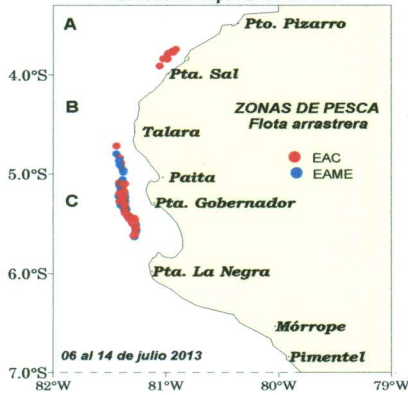 A
Pto. Pizarro
4.0°S
Pta. Sal
B
ZONAS DE PESCA
Flota arrastrera
Talara
EAC
5.0°S
Paita
EAME
C
Pta. Gobernador
6.0°S
Pta. La Negra
Mórrope
06 al 14 de julio 2013
Pimentel
7.0°S
82°W
81°W
80°W
79°W